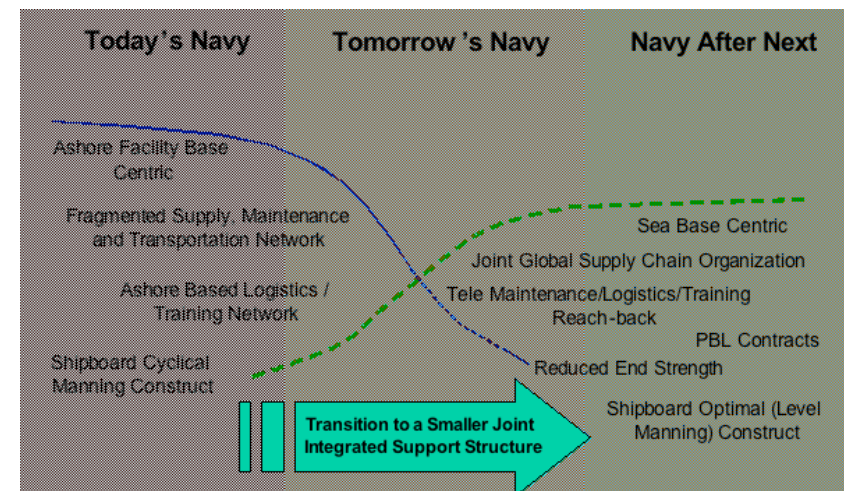 Today's Navy
Tomorrow 's Navy
Navy After Next
Ashore Facility Base
Centric
Fragmented Supply, Maintenance
and Transportation Network
Ashore Based Logistics /
Training Network
Shipboard Cyclical
Manning Construct
Sea Base Centric
Joint Global Supply Chain Organization
Tele Maintenance/Logistics/Training
Reach-back
PBL Contracts
Reduced End Strength
Shipboard Optimal (Level
Manning) Construct
Transition to a Smaller Joint
Integrated Support Structure